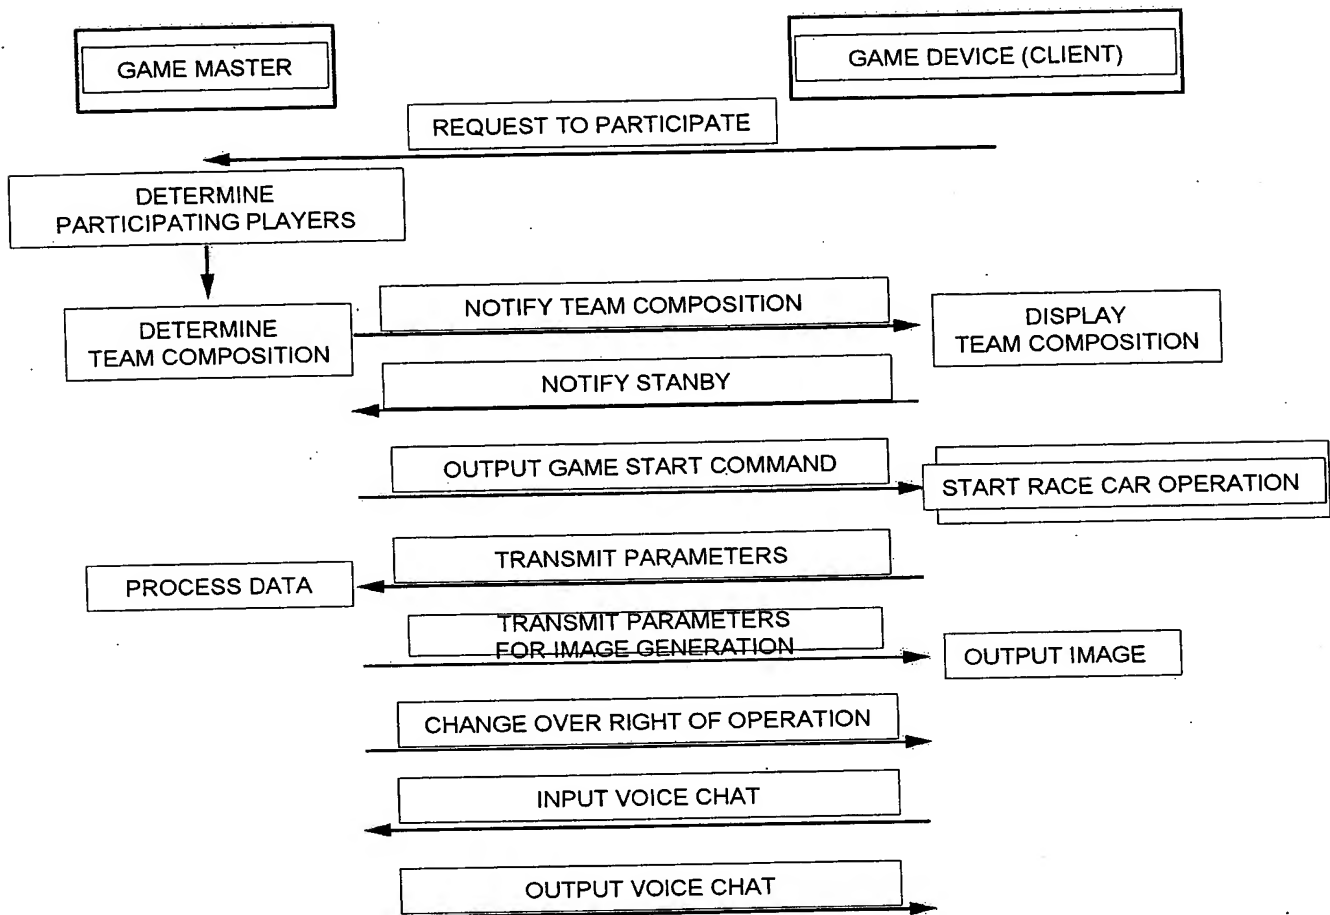 GAME MASTER
GAME DEVICE (CLIENT)
REQUEST TO PARTICIPATE
DETERMINE
PARTICIPATING PLAYERS
NOTIFY TEAM COMPOSITION
DETERMINE
TEAM COMPOSITION
DISPLAY
TEAM COMPOSITION
NOTIFY STANBY
OUTPUT GAME START COMMAND
START RACE CAR OPERATION
TRANSMIT PARAMETERS
PROCESS DATA
TRANSMIT PARAMETERS
FOR IMAGE GENERATION
OUTPUT IMAGE
CHANGE OVER RIGHT OF OPERATION
INPUT VOICE CHAT
OUTPUT VOICE CHAT